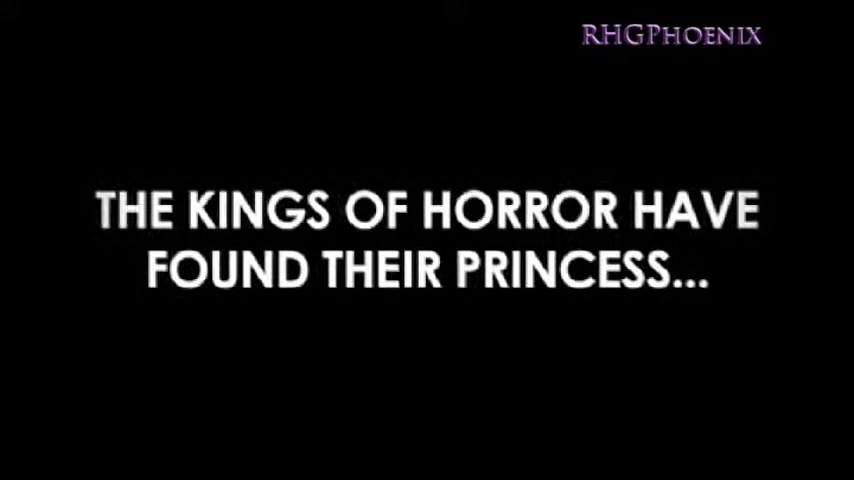 RHGPHOENIX
THE KINGS OF HORROR HAVE
FOUND THEIR PRINCESS...